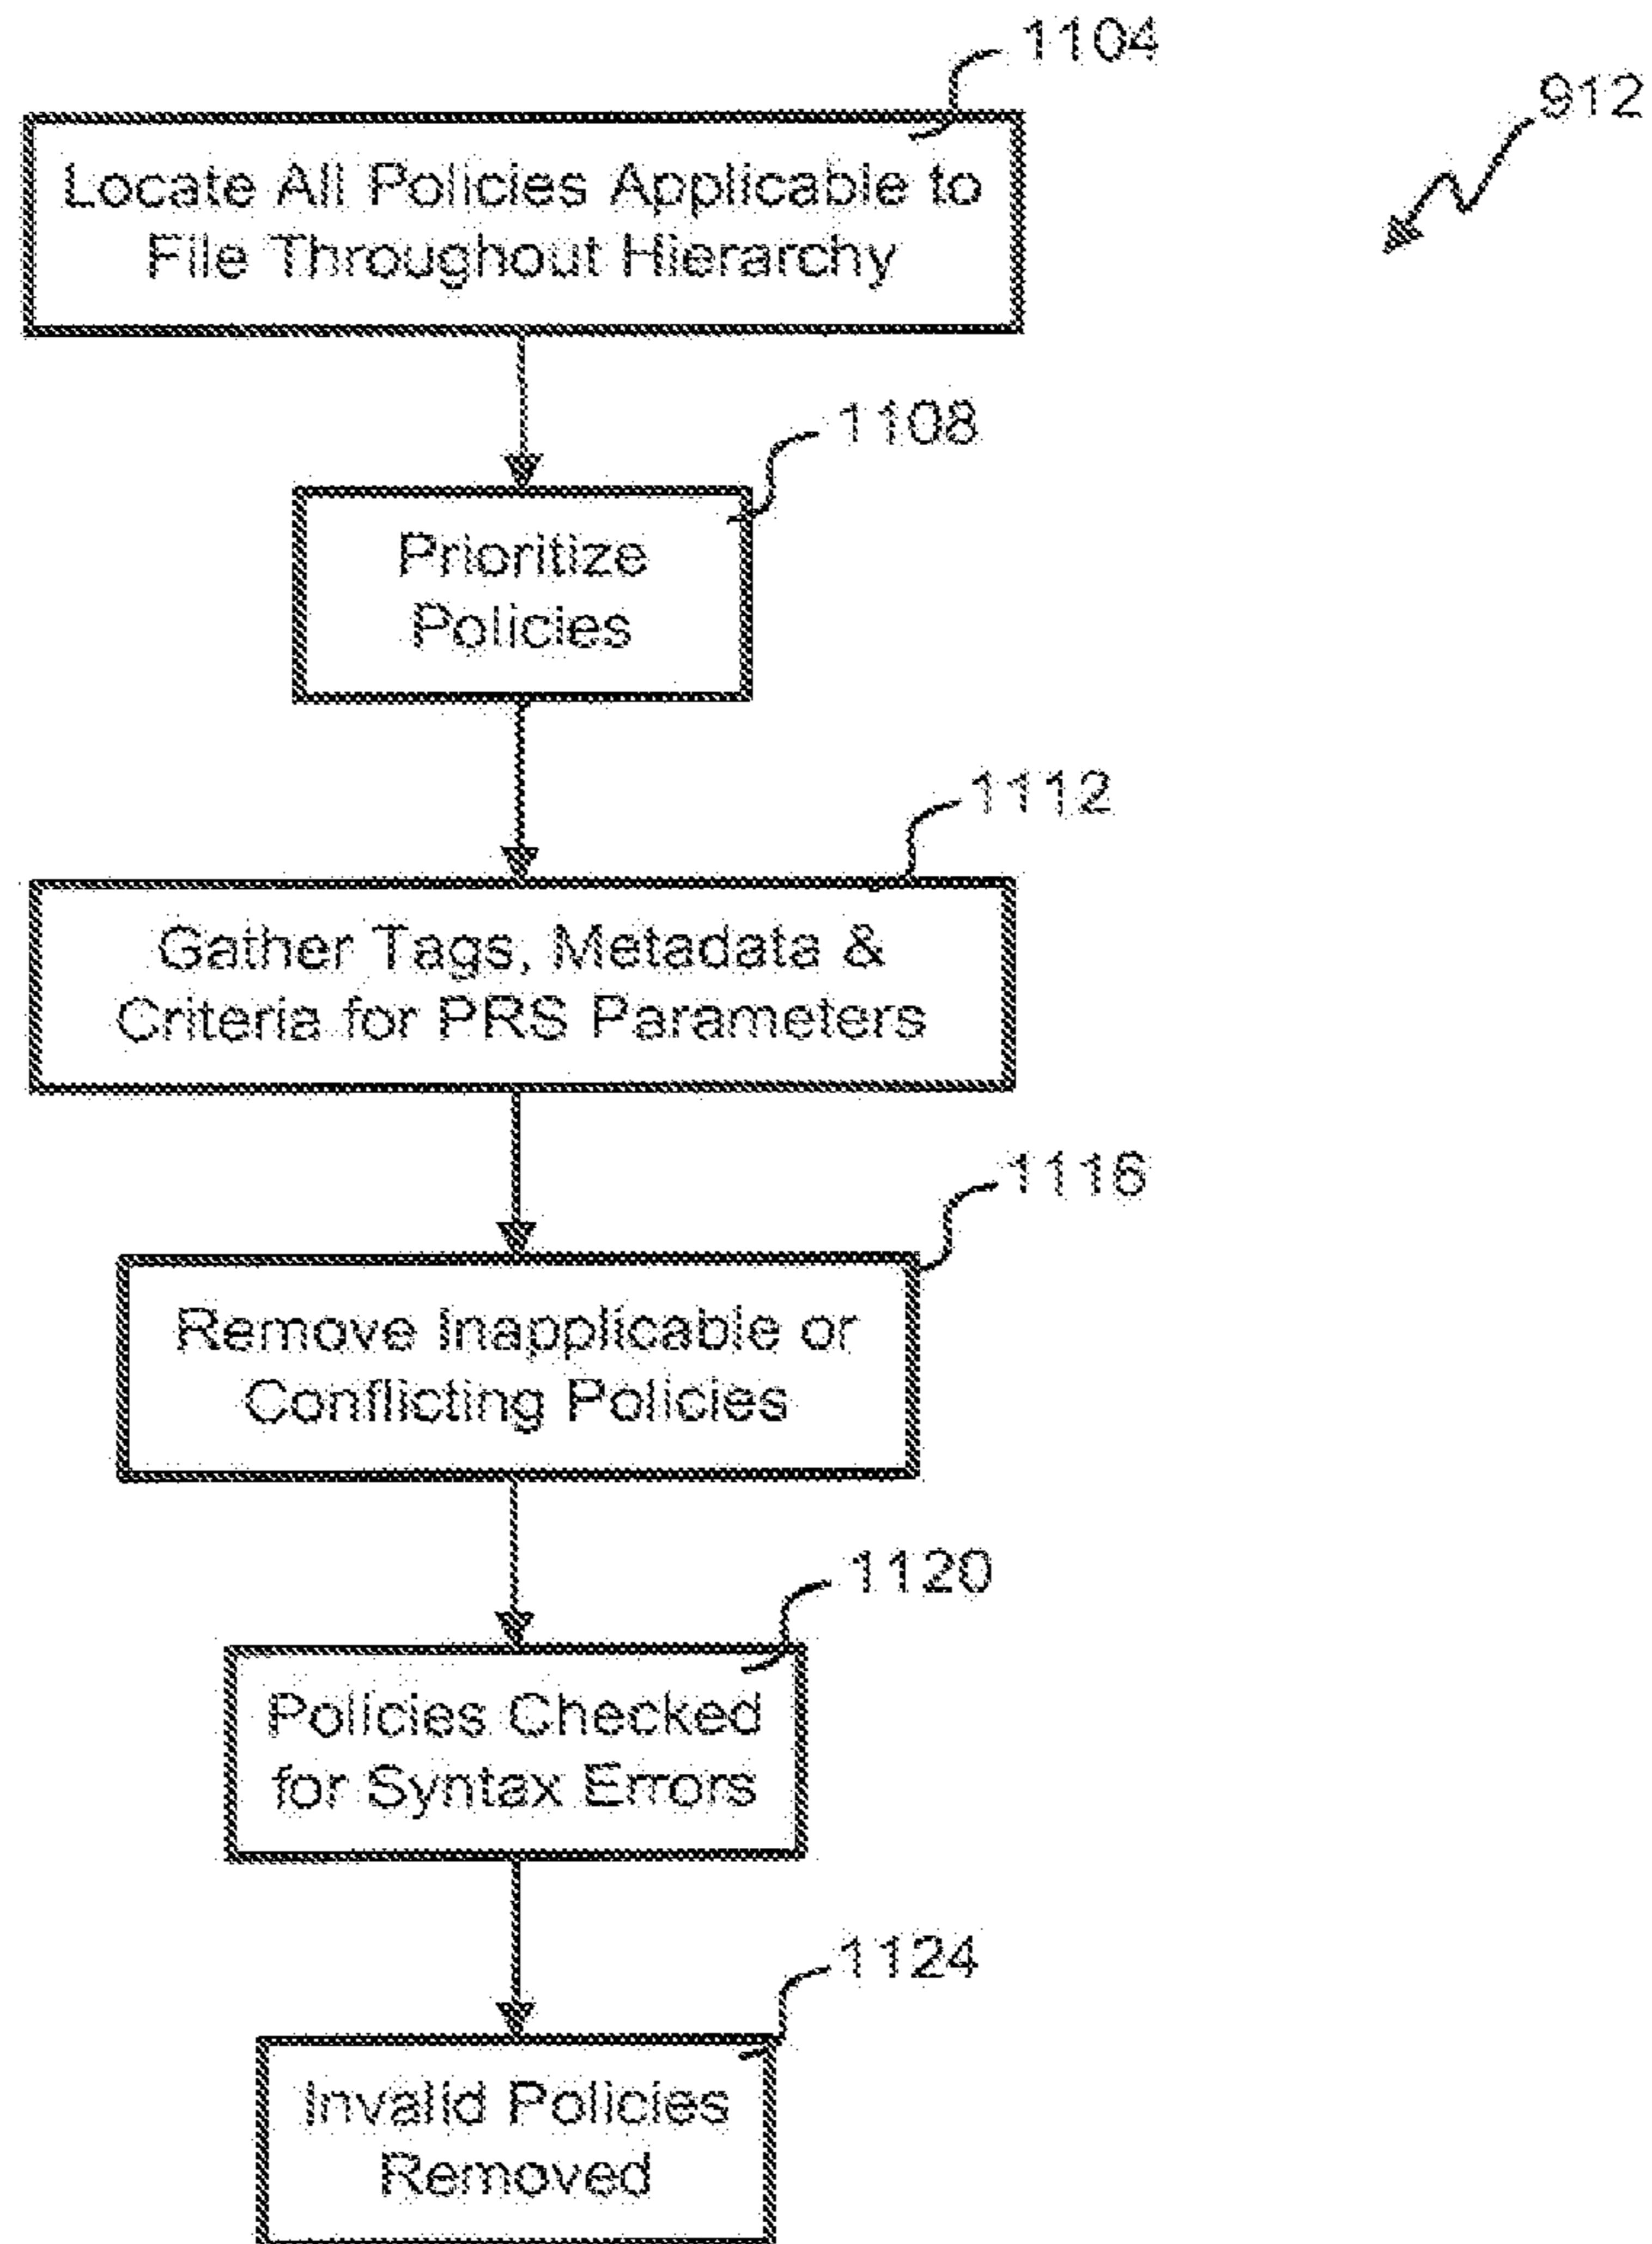 1104
912
Locate All Policies Applicable to
File Throughout Hierarchy
1108
Prioritize
Policies
1112
Gather Tags, Metadata &
Criteria for PRS Parameters
1116
Remove Inapplicable or
Conflicting Policies
1120
Policies Checked
for Syntax Errors
1124
Invalid Policies
Removed